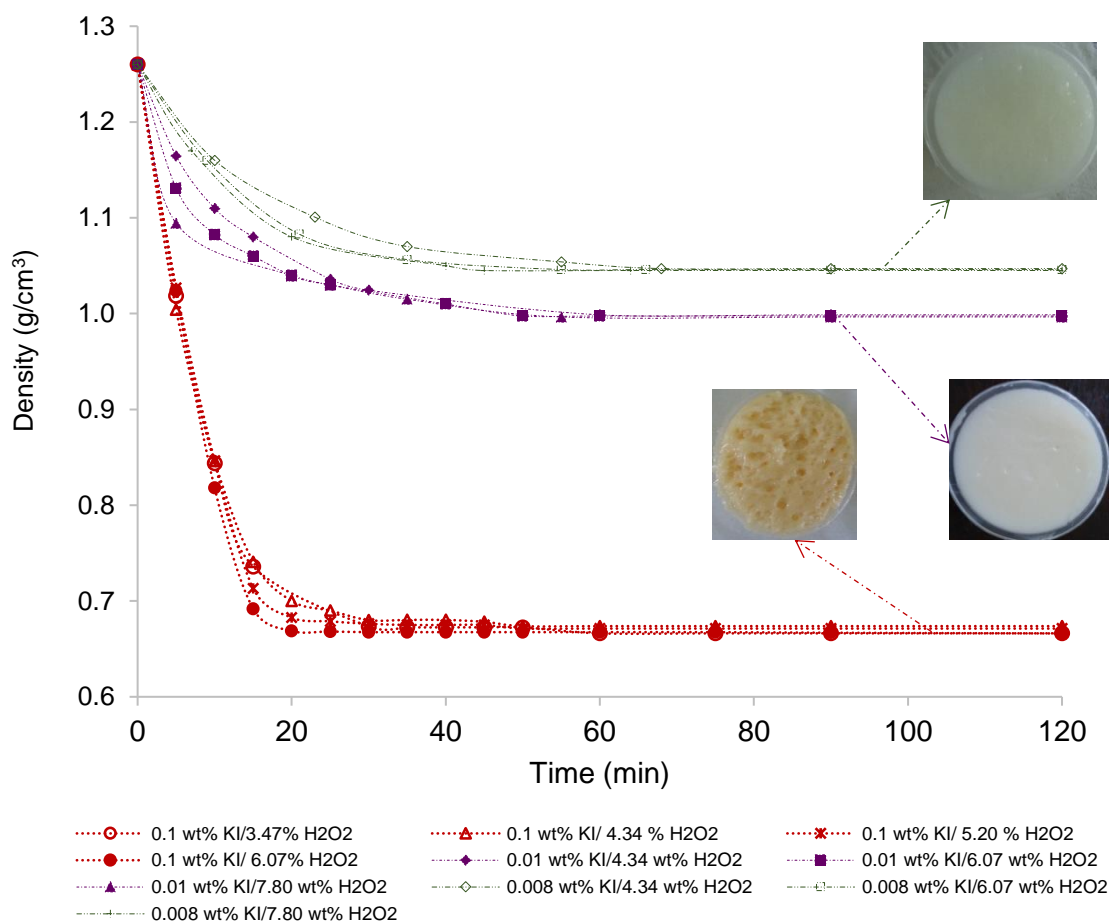 1.3
1.2
1.1
1.0
0.9
0.8
0.7
0.6
Density (g/cm³)
0 20 40 60 80 100 120
Time (min)
0.1 wt% KI/3.47% H2O2 0.1 wt% KI/ 4.34 % H2O2 0.1 wt% KI/ 5.20 % H2O2
0.1 wt% KI/ 6.07% H2O2 0.01 wt% KI/4.34 wt% H2O2 0.01 wt% KI/6.07 wt% H2O2
0.01 wt% KI/7.80 wt% H2O2 0.008 wt% KI/4.34 wt% H2O2 0.008 wt% KI/6.07 wt% H2O2
0.008 wt% KI/7.80 wt% H2O2